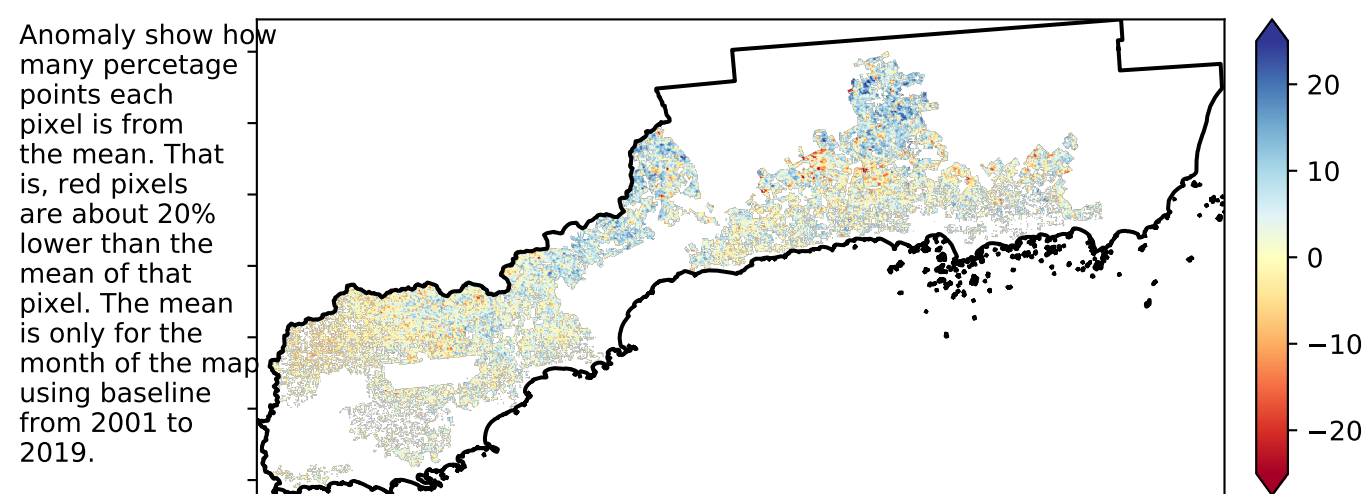 Anomaly show how
many percetage
points each
pixel is from
the mean. That
is, red pixels
are about 20%
lower than the
mean of that
pixel. The mean
is only for the
month of the map
using baseline
from 2001 to
2019.
20
10
0
−10
−20